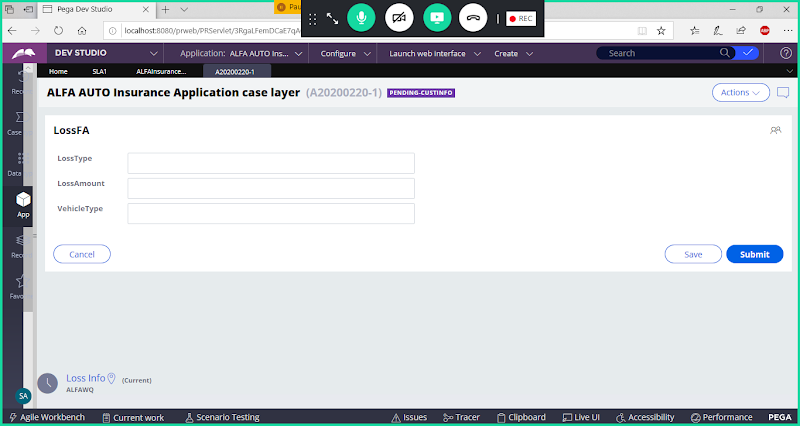 Pega Dev Studio
Pau
REC
localhost:8080/prweb/PRServlet/3RgaLFemDCaE7qA
DEV STUDIO
Application: ALFA AUTO Ins...
Configure
Launch web Interface
Create
Search
Home
SLA1
ALFAInsurance...
A20200220-1
Reco
ALFA AUTO Insurance Application case layer (A20200220-1) PENDING-CUSTINFO
Actions
LossFA
Case
LossType
Data
LossAmount
App
VehicleType
Reco
Cancel
Save
Submit
Favo
Loss Info (Current)
ALFAWQ
SA
Agile Workbench
Current work
Scenario Testing
Issues
Tracer
Clipboard
Live UI
Accessibility
Performance
PEGA